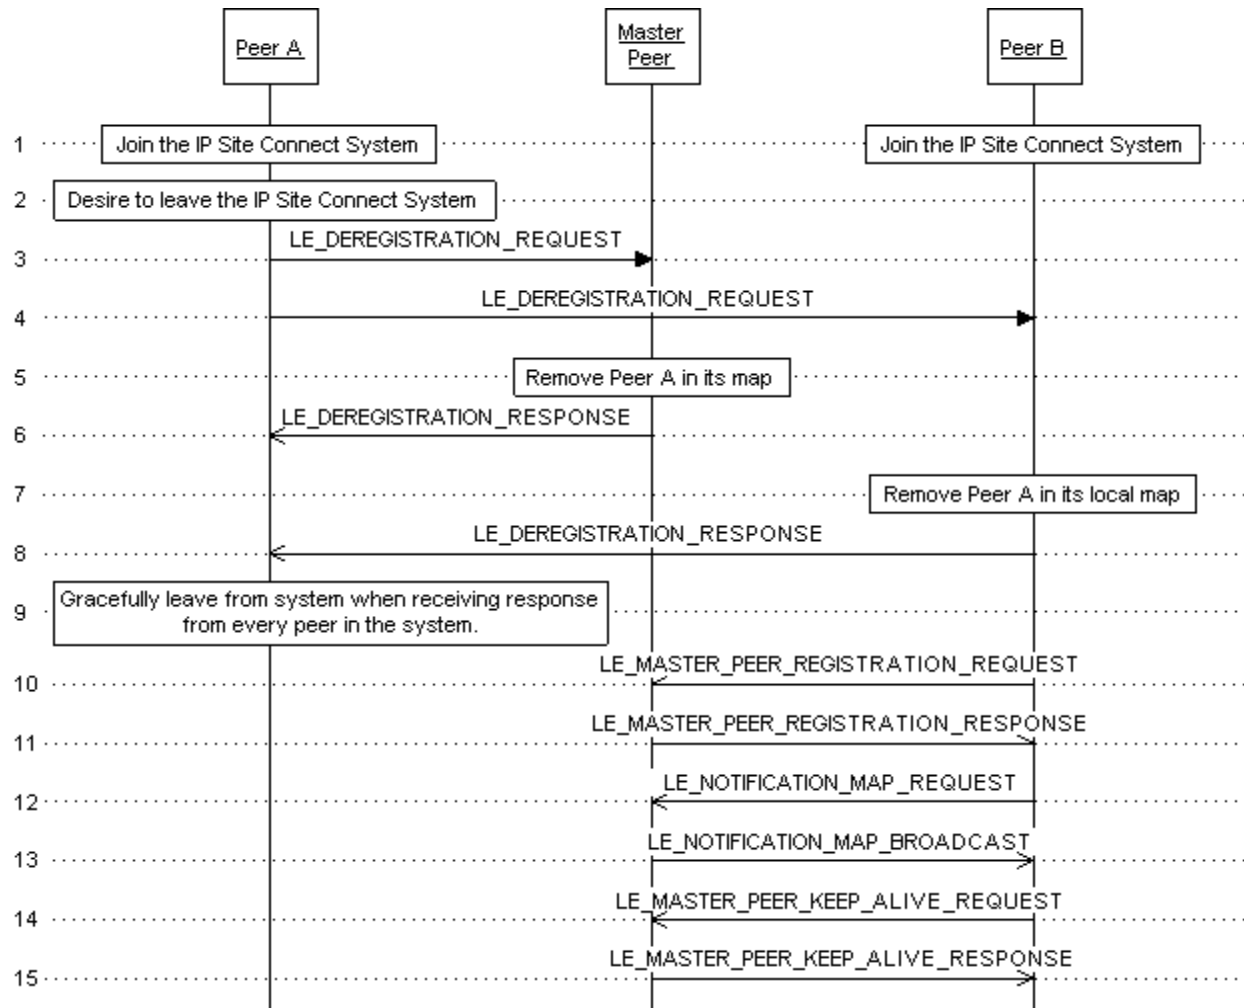 Peer A
Master
Peer
Peer B
1
Join the IP Site Connect System
Join the IP Site Connect System
2
Desire to leave the IP Site Connect System
LE_DEREGISTRATION_REQUEST
3
LE_DEREGISTRATION_REQUEST
4
5
Remove Peer A in its map
LE_DEREGISTRATION_RESPONSE
6
7
Remove Peer A in its local map
LE_DEREGISTRATION_RESPONSE
8
Gracefully leave from system when receiving response
9
from every peer in the system.
LE_MASTER_PEER_REGISTRATION_REQUEST
10
LE_MASTER_PEER_REGISTRATION_RESPONSE
11
LE_NOTIFICATION_MAP_REQUEST
12
LE_NOTIFICATION_MAP_BROADCAST
13
LE_MASTER_PEER_KEEP_ALIVE_REQUEST
14
LE_MASTER_PEER_KEEP_ALIVE_RESPONSE
15